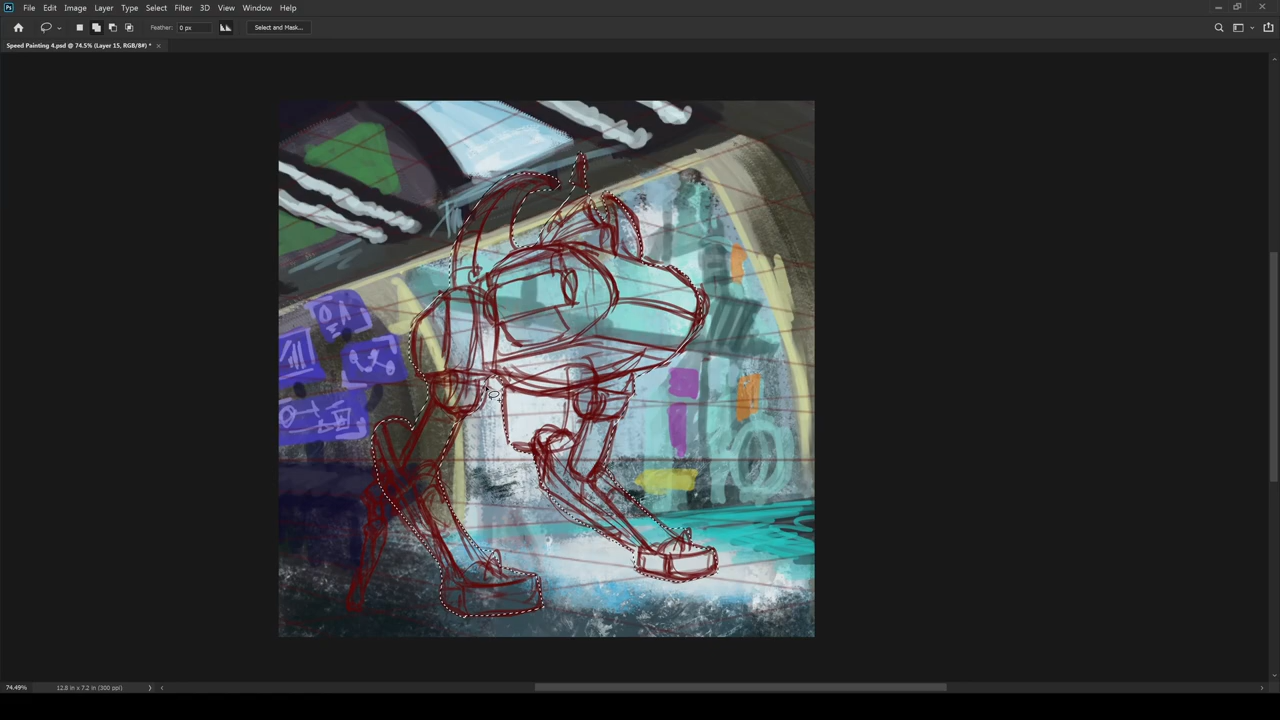 File Edit Image Layer Type Select Filter 3D View Window Help
Feather: 0 px Select and Mask...
Speed Painting 4.psd @ 74.5% (Layer 15, RGB/8#) *
74.49% 12.8 in x 7.2 in (300 ppi)